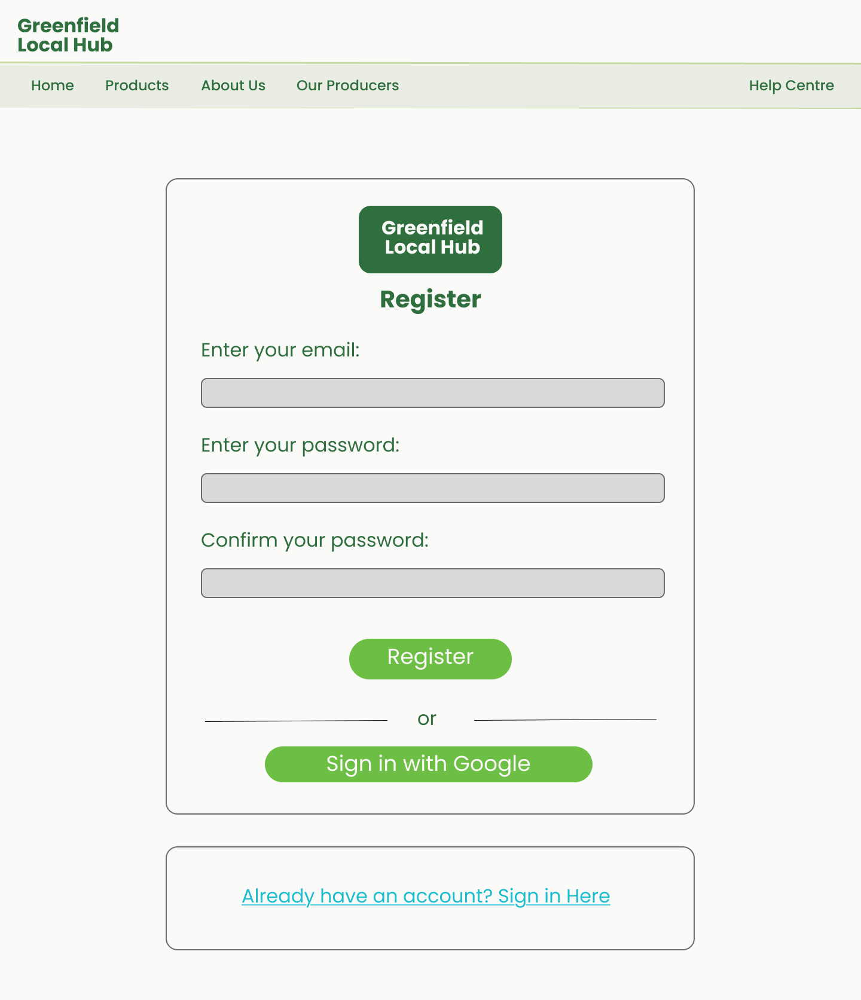 Greenfield
Local Hub
Home Products About Us Our Producers Help Centre
Greenfield
Local Hub
Register
Enter your email:
Enter your password:
Confirm your password:
Register
or
Sign in with Google
Already have an account? Sign in Here